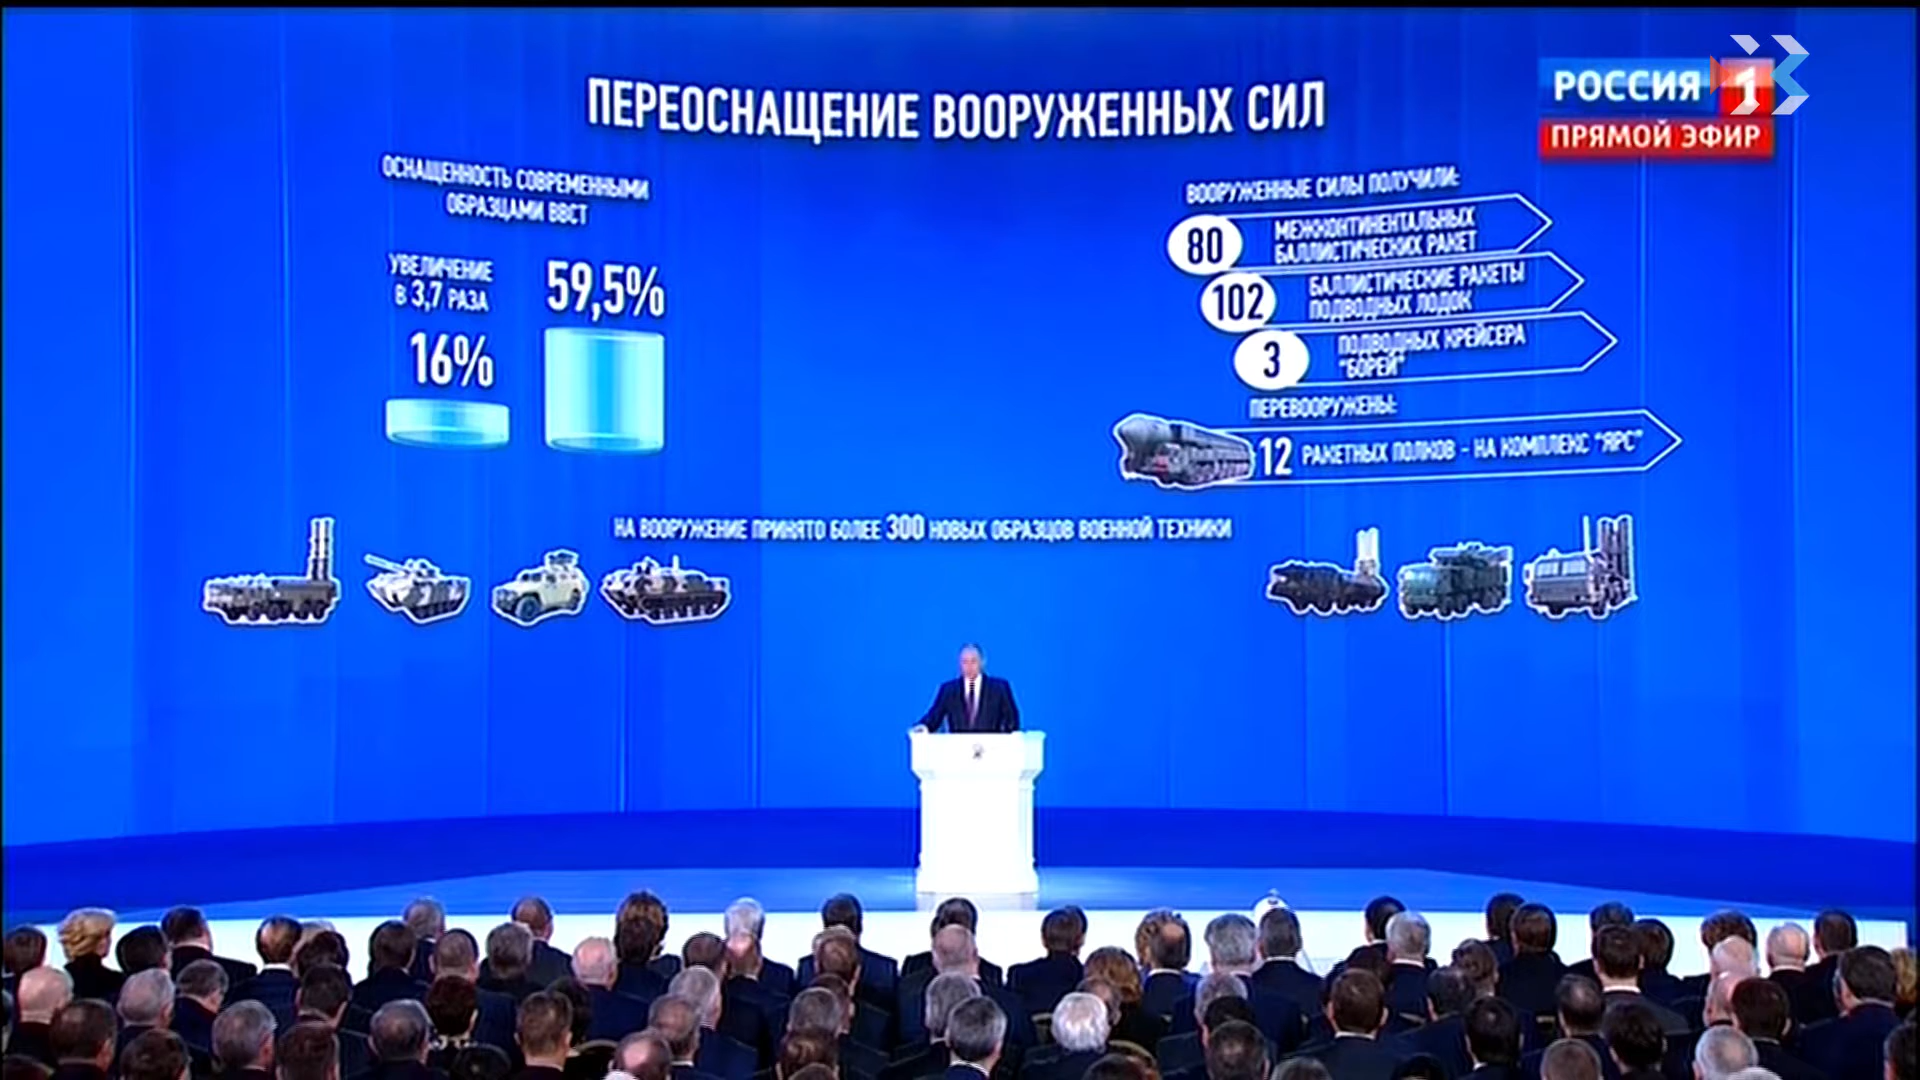 ПЕРЕОСНАЩЕНИЕ ВООРУЖЕННЫХ СИЛ
РОССИЯ 1
ПРЯМОЙ ЭФИР
ОСНАЩЕННОСТЬ СОВРЕМЕННЫМИ
ОБРАЗЦАМИ ВВСТ
УВЕЛИЧЕНИЕ
В 3,7 РАЗА
16%
59,5%
ВООРУЖЕННЫЕ СИЛЫ ПОЛУЧИЛИ:
80 МЕЖКОНТИНЕНТАЛЬНЫХ
БАЛЛИСТИЧЕСКИХ РАКЕТ
102 БАЛЛИСТИЧЕСКИЕ РАКЕТЫ
ПОДВОДНЫХ ЛОДОК
3 ПОДВОДНЫХ КРЕЙСЕРА
"БОРЕЙ"
ПЕРЕВООРУЖЕНЫ:
12 РАКЕТНЫХ ПОЛКОВ - НА КОМПЛЕКС "ЯРС"
НА ВООРУЖЕНИЕ ПРИНЯТО БОЛЕЕ 300 НОВЫХ ОБРАЗЦОВ ВОЕННОЙ ТЕХНИКИ